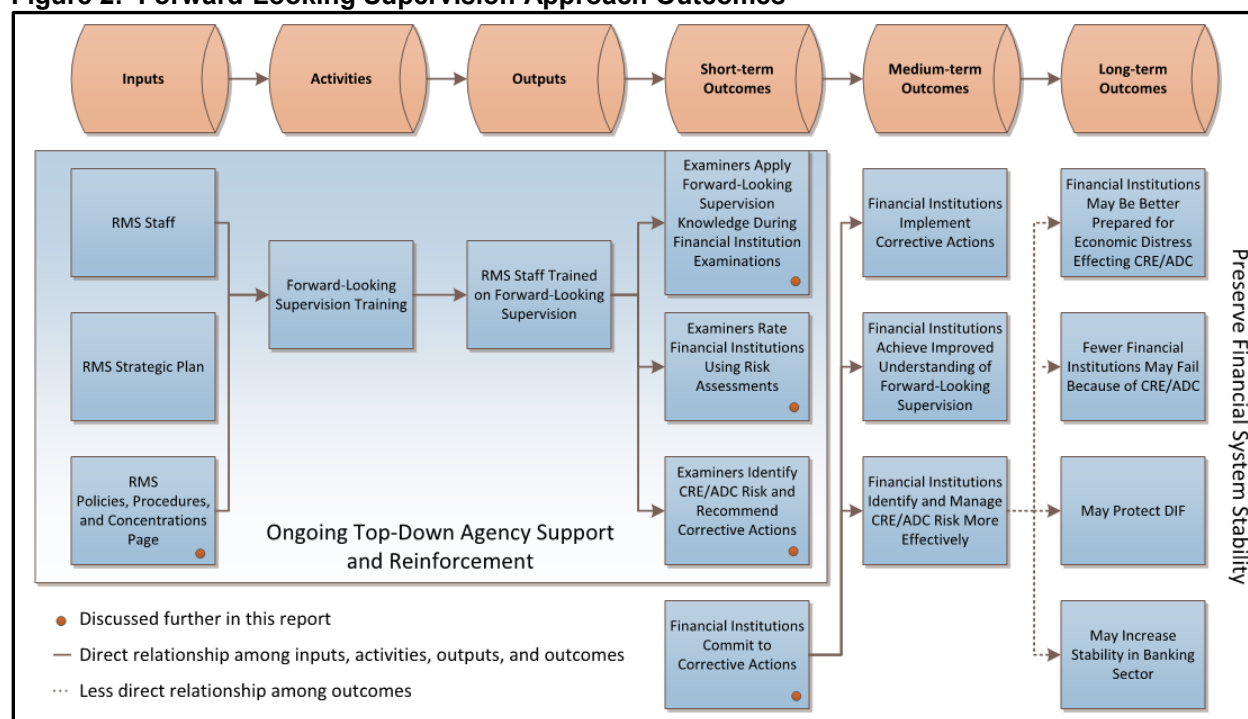 Figure 2: Forward-Looking Supervision Approach Outcomes
Inputs
Activities
Outputs
Short-term
Outcomes
Medium-term
Outcomes
Long-term
Outcomes
RMS Staff
RMS Strategic Plan
RMS
Policies, Procedures,
and Concentrations
Page
Forward-Looking
Supervision Training
RMS Staff Trained
on Forward-Looking
Supervision
Ongoing Top-Down Agency Support
and Reinforcement
Examiners Apply
Forward-Looking
Supervision
Knowledge During
Financial Institution
Examinations
Examiners Rate
Financial Institutions
Using Risk
Assessments
Examiners Identify
CRE/ADC Risk and
Recommend
Corrective Actions
Financial Institutions
Commit to
Corrective Actions
Financial Institutions
Implement
Corrective Actions
Financial Institutions
Achieve Improved
Understanding of
Forward-Looking
Supervision
Financial Institutions
Identify and Manage
CRE/ADC Risk More
Effectively
Financial Institutions
May Be Better
Prepared for
Economic Distress
Effecting CRE/ADC
Fewer Financial
Institutions May Fail
Because of CRE/ADC
May Protect DIF
May Increase
Stability in Banking
Sector
Preserve Financial System Stability
Discussed further in this report
Direct relationship among inputs, activities, outputs, and outcomes
Less direct relationship among outcomes